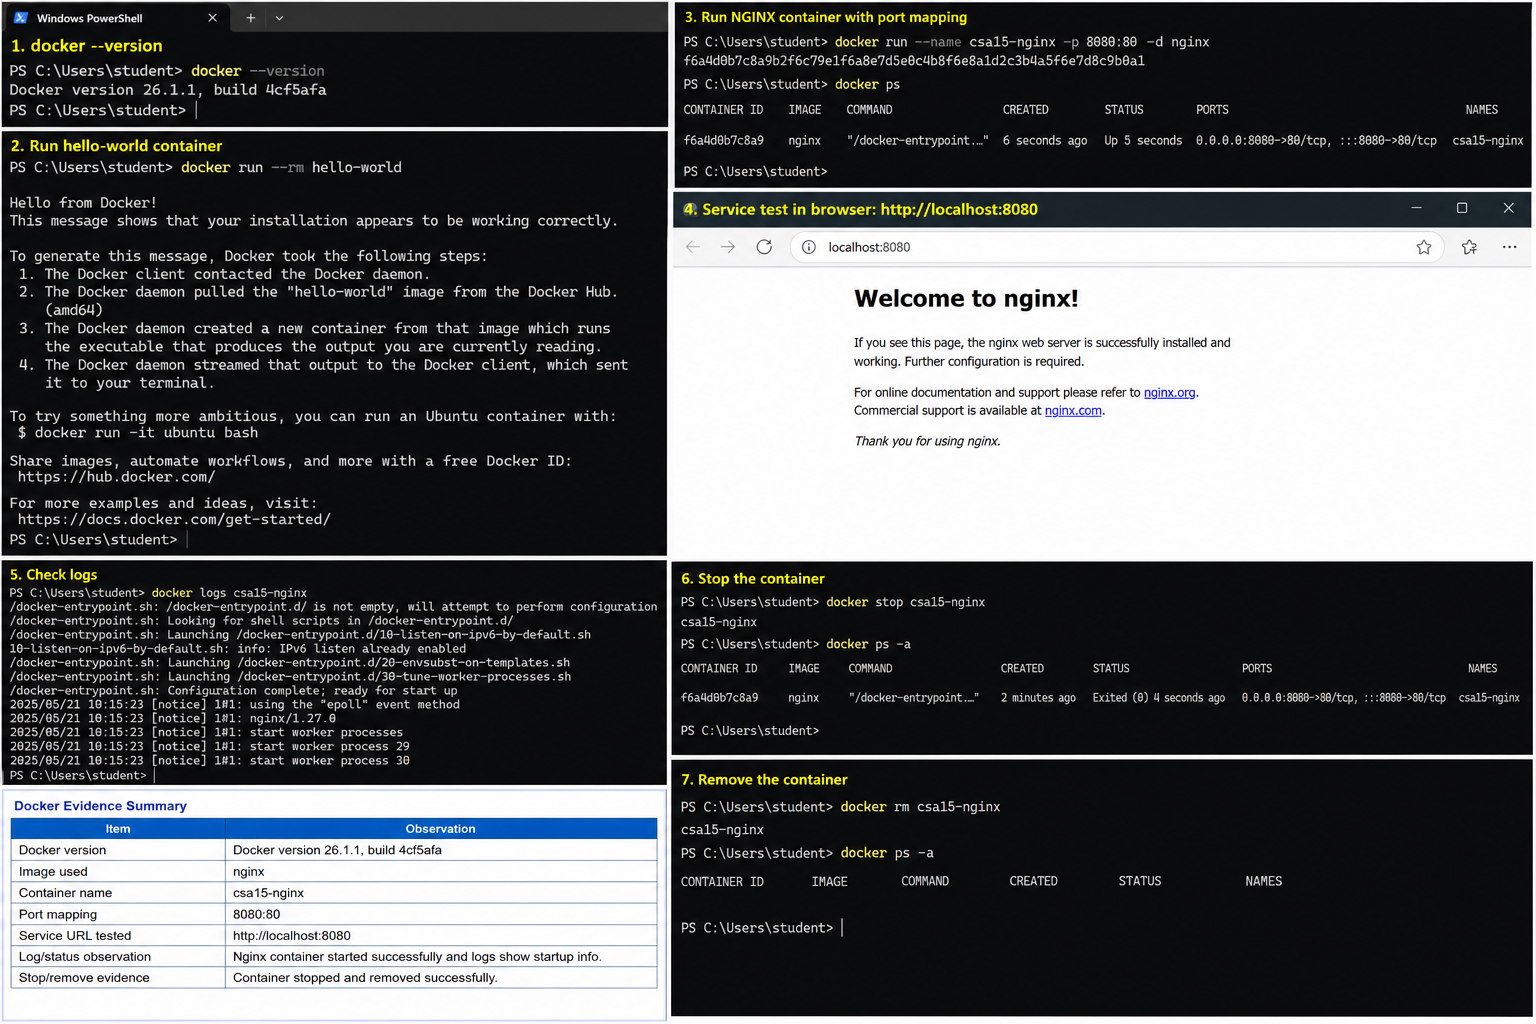 Windows PowerShell
1. docker --version
PS C:\Users\student> docker --version
Docker version 26.1.1, build 4cf5afa
PS C:\Users\student>
2. Run hello-world container
PS C:\Users\student> docker run --rm hello-world
Hello from Docker!
This message shows that your installation appears to be working correctly.
To generate this message, Docker took the following steps:
1. The Docker client contacted the Docker daemon.
2. The Docker daemon pulled the "hello-world" image from the Docker Hub.
(amd64)
3. The Docker daemon created a new container from that image which runs
the executable that produces the output you are currently reading.
4. The Docker daemon streamed that output to the Docker client, which sent
it to your terminal.
To try something more ambitious, you can run an Ubuntu container with:
$ docker run -it ubuntu bash
Share images, automate workflows, and more with a free Docker ID:
https://hub.docker.com/
For more examples and ideas, visit:
https://docs.docker.com/get-started/
PS C:\Users\student>
3. Run NGINX container with port mapping
PS C:\Users\student> docker run --name csa15-nginx -p 8080:80 -d nginx
f6a4d0b7c8a9b2f6c79e1f6a8e7d5e0c4b8f6e8a1d2c3b4a5f6e7d8c9b0a1
PS C:\Users\student> docker ps
CONTAINER ID IMAGE COMMAND CREATED STATUS PORTS NAMES
f6a4d0b7c8a9 nginx "/docker-entrypoint.…" 6 seconds ago Up 5 seconds 0.0.0.0:8080->80/tcp, :::8080->80/tcp csa15-nginx
PS C:\Users\student>
4. Service test in browser: http://localhost:8080
localhost:8080
Welcome to nginx!
If you see this page, the nginx web server is successfully installed and
working. Further configuration is required.
For online documentation and support please refer to nginx.org.
Commercial support is available at nginx.com.
Thank you for using nginx.
5. Check logs
PS C:\Users\student> docker logs csa15-nginx
/docker-entrypoint.sh: /docker-entrypoint.d/ is not empty, will attempt to perform configuration
/docker-entrypoint.sh: Looking for shell scripts in /docker-entrypoint.d/
/docker-entrypoint.sh: Launching /docker-entrypoint.d/10-listen-on-ipv6-by-default.sh
10-listen-on-ipv6-by-default.sh: info: IPv6 listen already enabled
/docker-entrypoint.sh: Launching /docker-entrypoint.d/20-envsubst-on-templates.sh
/docker-entrypoint.sh: Launching /docker-entrypoint.d/30-tune-worker-processes.sh
/docker-entrypoint.sh: Configuration complete; ready for start up
2025/05/21 10:15:23 [notice] 1#1: using the "epoll" event method
2025/05/21 10:15:23 [notice] 1#1: nginx/1.27.0
2025/05/21 10:15:23 [notice] 1#1: start worker processes
2025/05/21 10:15:23 [notice] 1#1: start worker process 29
2025/05/21 10:15:23 [notice] 1#1: start worker process 30
PS C:\Users\student>
6. Stop the container
PS C:\Users\student> docker stop csa15-nginx
csa15-nginx
PS C:\Users\student> docker ps -a
CONTAINER ID IMAGE COMMAND CREATED STATUS PORTS NAMES
f6a4d0b7c8a9 nginx "/docker-entrypoint.…" 2 minutes ago Exited (0) 4 seconds ago 0.0.0.0:8080->80/tcp, :::8080->80/tcp csa15-nginx
PS C:\Users\student>
7. Remove the container
PS C:\Users\student> docker rm csa15-nginx
csa15-nginx
PS C:\Users\student> docker ps -a
CONTAINER ID IMAGE COMMAND CREATED STATUS NAMES
PS C:\Users\student>
Docker Evidence Summary
Item Observation
Docker version Docker version 26.1.1, build 4cf5afa
Image used nginx
Container name csa15-nginx
Port mapping 8080:80
Service URL tested http://localhost:8080
Log/status observation Nginx container started successfully and logs show startup info.
Stop/remove evidence Container stopped and removed successfully.